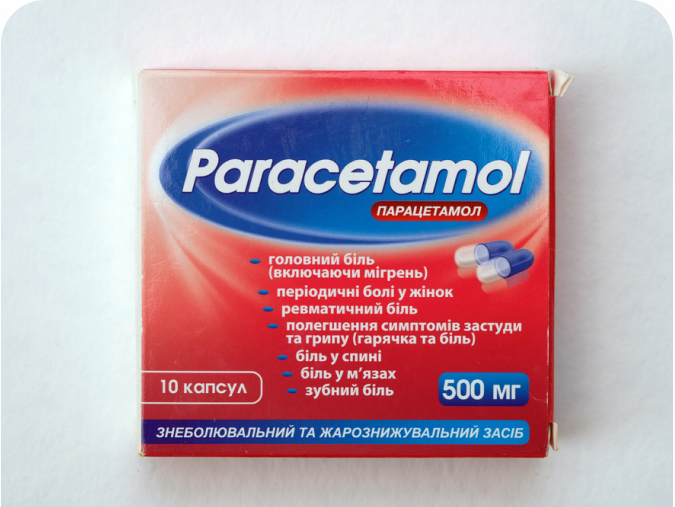 Paracetamol
ПАРАЦЕТАМОЛ
головний біль
(включаючи мігрень)
періодичні болі у жінок
ревматичний біль
полегшення симптомів застуди
та грипу (гарячка та біль)
біль у спині
біль у м'язах
зубний біль
10 капсул
500 мг
ЗНЕБОЛЮВАЛЬНИЙ ТА ЖАРОЗНИЖУВАЛЬНИЙ ЗАСІБ